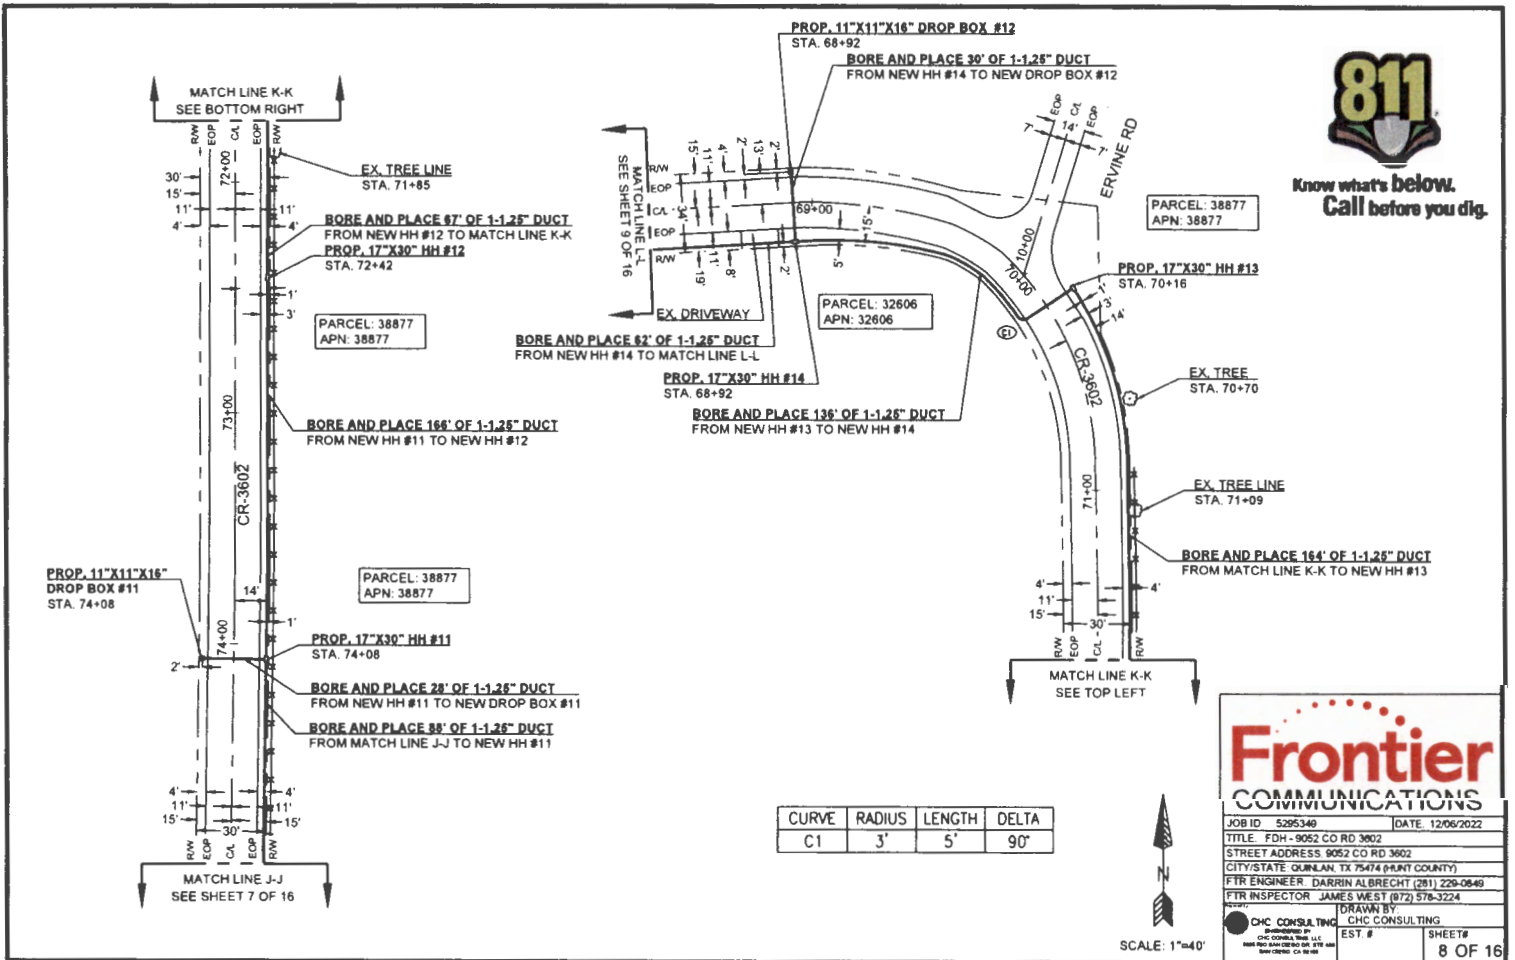 MATCH LINE K-K
SEE BOTTOM RIGHT
R/W
EOP
C/L
EOP
R/W
72+00
30'
15'
11'
4'
11'
4'
EX. TREE LINE
STA. 71+85
BORE AND PLACE 67' OF 1-1.25" DUCT
FROM NEW HH #12 TO MATCH LINE K-K
PROP. 17"X30" HH #12
STA. 72+42
1'
3'
PARCEL: 38877
APN: 38877
73+00
BORE AND PLACE 166' OF 1-1.25" DUCT
FROM NEW HH #11 TO NEW HH #12
CR-3602
PROP. 11"X11"X16"
DROP BOX #11
STA. 74+08
PARCEL: 38877
APN: 38877
14'
1'
74+00
2'
PROP. 17"X30" HH #11
STA. 74+08
BORE AND PLACE 28' OF 1-1.25" DUCT
FROM NEW HH #11 TO NEW DROP BOX #11
BORE AND PLACE 88' OF 1-1.25" DUCT
FROM MATCH LINE J-J TO NEW HH #11
4'
11'
15'
4'
11'
15'
30'
R/W
EOP
C/L
EOP
R/W
MATCH LINE J-J
SEE SHEET 7 OF 16
PROP. 11"X11"X16" DROP BOX #12
STA. 68+92
BORE AND PLACE 30' OF 1-1.25" DUCT
FROM NEW HH #14 TO NEW DROP BOX #12
MATCH LINE L-L
SEE SHEET 9 OF 16
R/W
EOP
C/L
EOP
R/W
34'
15'
11'
4'
2'
13'
2'
19'
11'
8'
2'
5'
15'
69+00
EOP
C/L
EOP
7'
14'
7'
ERVINE RD
10+00
70+00
PARCEL: 38877
APN: 38877
PROP. 17"X30" HH #13
STA. 70+16
1'
3'
14'
EX. DRIVEWAY
PARCEL: 32606
APN: 32606
C1
BORE AND PLACE 62' OF 1-1.25" DUCT
FROM NEW HH #14 TO MATCH LINE L-L
PROP. 17"X30" HH #14
STA. 68+92
BORE AND PLACE 136' OF 1-1.25" DUCT
FROM NEW HH #13 TO NEW HH #14
CR-3602
EX. TREE
STA. 70+70
71+00
EX. TREE LINE
STA. 71+09
BORE AND PLACE 164' OF 1-1.25" DUCT
FROM MATCH LINE K-K TO NEW HH #13
4'
11'
15'
4'
30'
R/W
EOP
C/L
R/W
MATCH LINE K-K
SEE TOP LEFT
811
Know what's below.
Call before you dig.
CURVE RADIUS LENGTH DELTA
C1 3' 5' 90°
N
SCALE: 1"=40'
Frontier
COMMUNICATIONS
JOB ID 5295349 DATE. 12/06/2022
TITLE. FDH - 9052 CO RD 3602
STREET ADDRESS. 9052 CO RD 3602
CITY/STATE QUINLAN, TX 75474 (HUNT COUNTY)
FTR ENGINEER. DARRIN ALBRECHT (281) 229-0849
FTR INSPECTOR JAMES WEST (972) 578-3224
CHC CONSULTING
DRAWN BY:
CHC CONSULTING
EST. #
SHEET#
8 OF 16